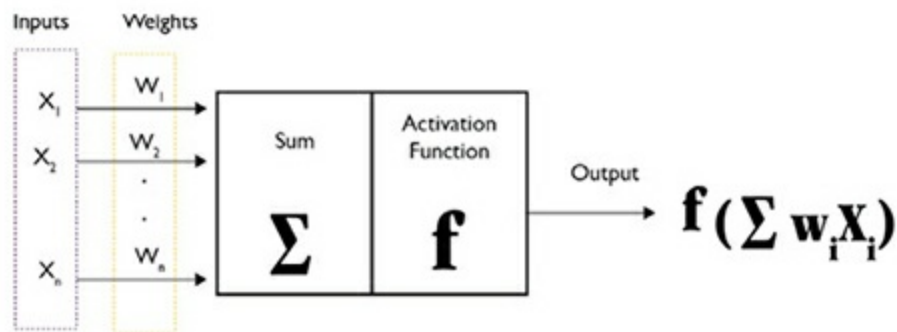 Inputs Weights
X₁ W₁
X₂ W₂
.
.
Xₙ Wₙ
Sum
Σ
Activation
Function
f
Output
f (Σ wᵢXᵢ)